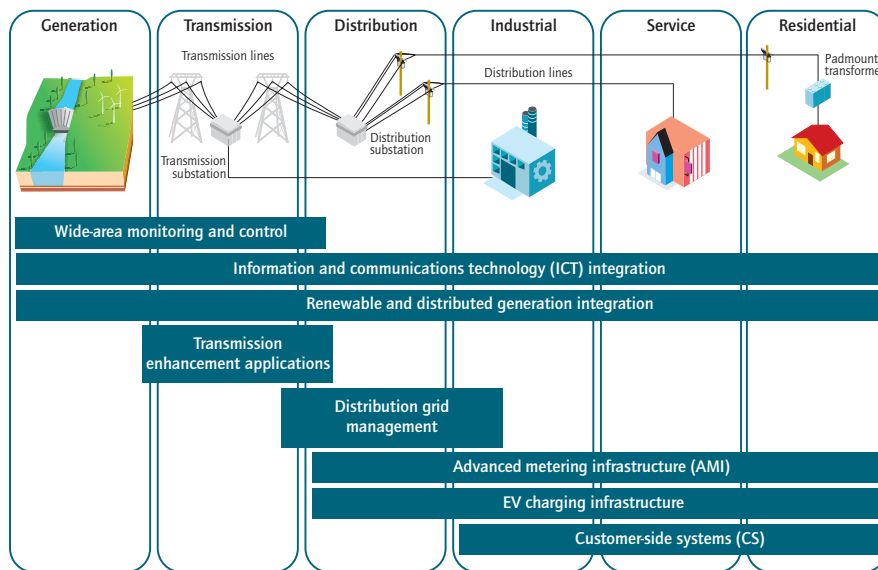 Generation
Transmission
Distribution
Industrial
Service
Residential
Transmission lines
Distribution lines
Padmount
transforme
Distribution
substation
Transmission
substation
Wide-area monitoring and control
Information and communications technology (ICT) integration
Renewable and distributed generation integration
Transmission
enhancement applications
Distribution grid
management
Advanced metering infrastructure (AMI)
EV charging infrastructure
Customer-side systems (CS)